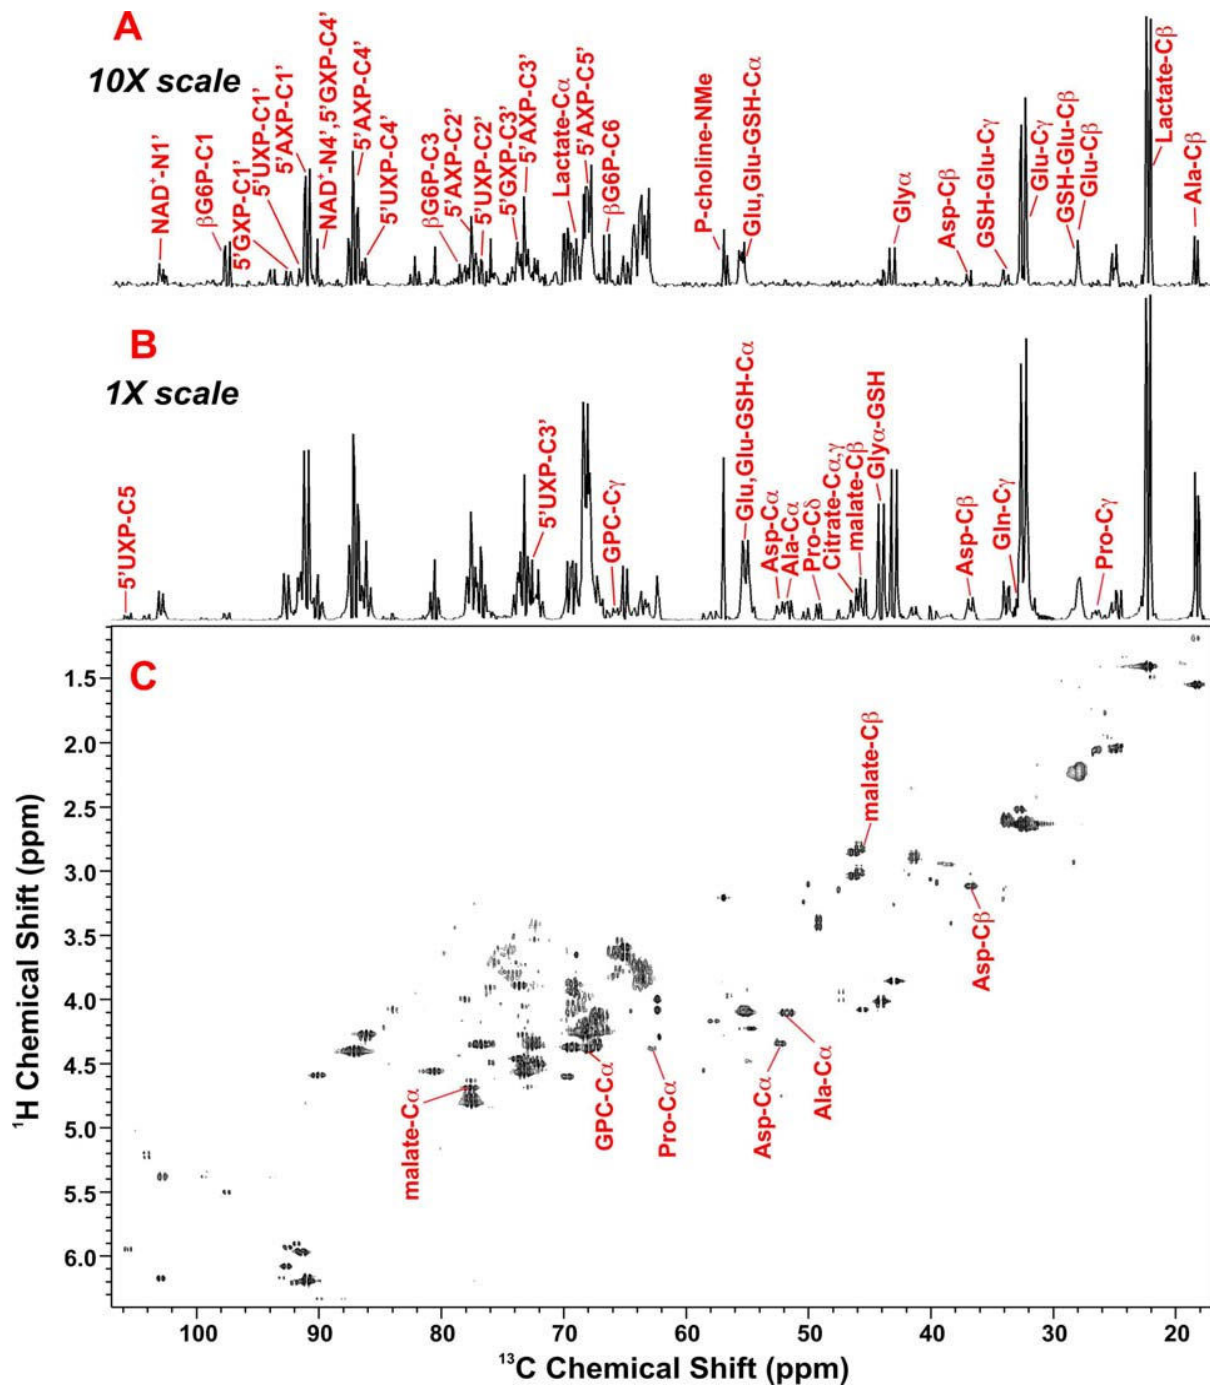 A
10X scale
NAD⁺-N1'
βG6P-C1
5'GXP-C1'
5'UXP-C1'
5'AXP-C1'
NAD⁺-N4',5'GXP-C4'
5'AXP-C4'
5'UXP-C4'
βG6P-C3
5'AXP-C2'
5'UXP-C2'
5'GXP-C3'
5'AXP-C3'
Lactate-Cα
5'AXP-C5'
βG6P-C6
P-choline-NMe
Glu,Glu-GSH-Cα
Glyα
Asp-Cβ
GSH-Glu-Cγ
Glu-Cγ
GSH-Glu-Cβ
Glu-Cβ
Lactate-Cβ
Ala-Cβ
B
1X scale
5'UXP-C5
5'UXP-C3'
GPC-Cγ
Glu,Glu-GSH-Cα
Asp-Cα
Ala-Cα
Pro-Cδ
Citrate-Cα,γ
malate-Cβ
Glyα-GSH
Asp-Cβ
Gln-Cγ
Pro-Cγ
C
malate-Cβ
Asp-Cβ
malate-Cα
GPC-Cα
Pro-Cα
Asp-Cα
Ala-Cα
¹H Chemical Shift (ppm)
1.5
2.0
2.5
3.0
3.5
4.0
4.5
5.0
5.5
6.0
100 90 80 70 60 50 40 30 20
¹³C Chemical Shift (ppm)